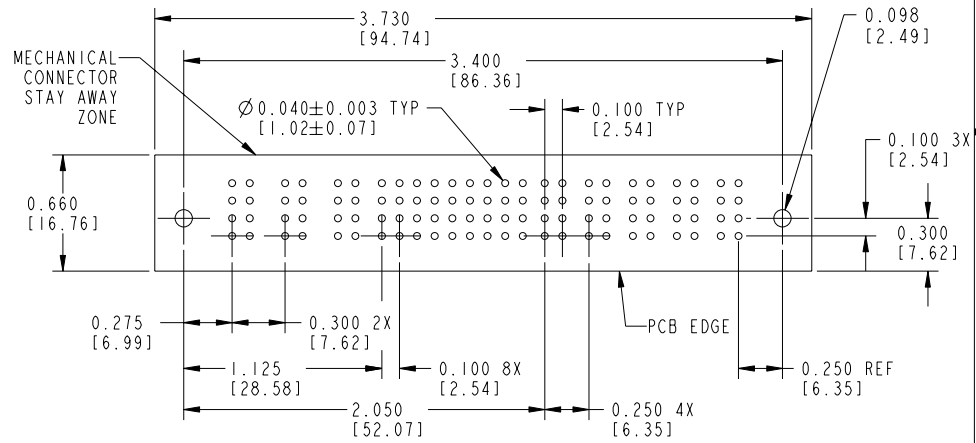 3.730
[94.74]
0.098
[2.49]
3.400
[86.36]
MECHANICAL
CONNECTOR
STAY AWAY
ZONE
Ø0.040±0.003 TYP
[1.02±0.07]
0.100 TYP
[2.54]
0.100 3X
[2.54]
0.660
[16.76]
0.300
[7.62]
0.275
[6.99]
0.300 2X
[7.62]
PCB EDGE
1.125
[28.58]
0.100 8X
[2.54]
0.250 REF
[6.35]
2.050
[52.07]
0.250 4X
[6.35]